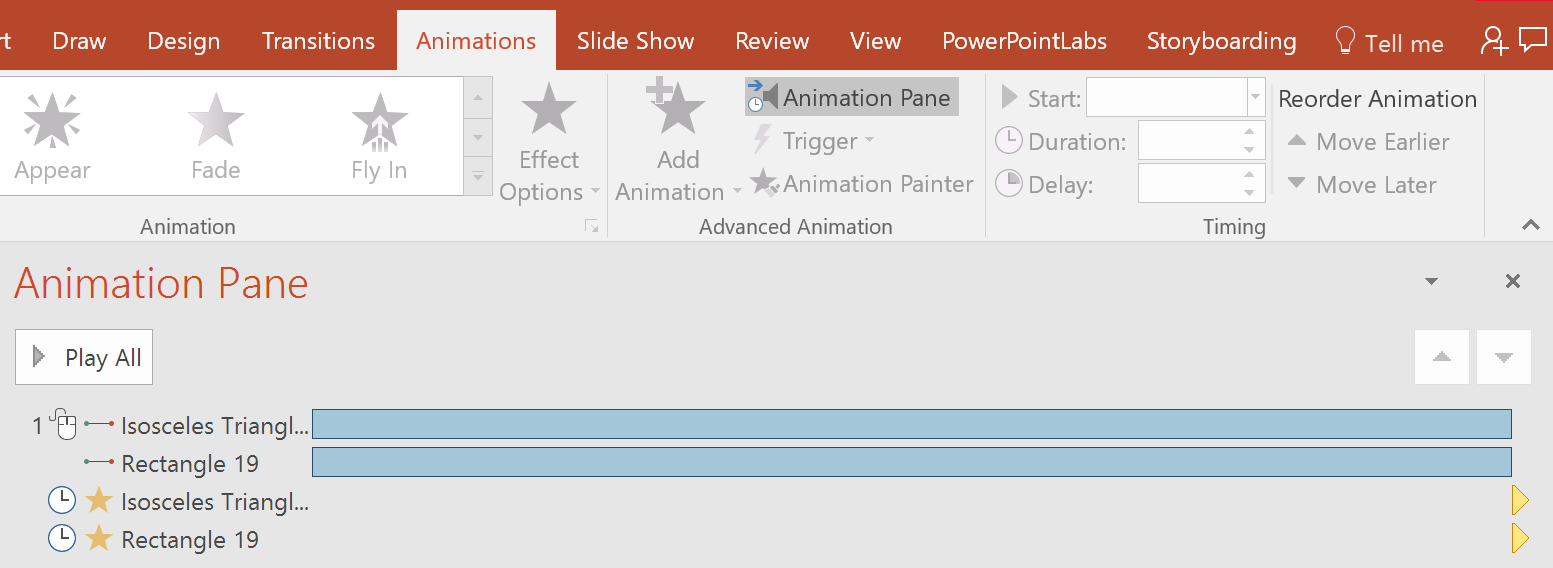 rt Draw Design Transitions Animations Slide Show Review View PowerPointLabs Storyboarding Tell me
Appear Fade Fly In
Effect Options
Add Animation
Animation Pane
Trigger
Animation Painter
Start:
Duration:
Delay:
Reorder Animation
Move Earlier
Move Later
Animation Advanced Animation Timing
Animation Pane
Play All
1 Isosceles Triangl...
Rectangle 19
Isosceles Triangl...
Rectangle 19